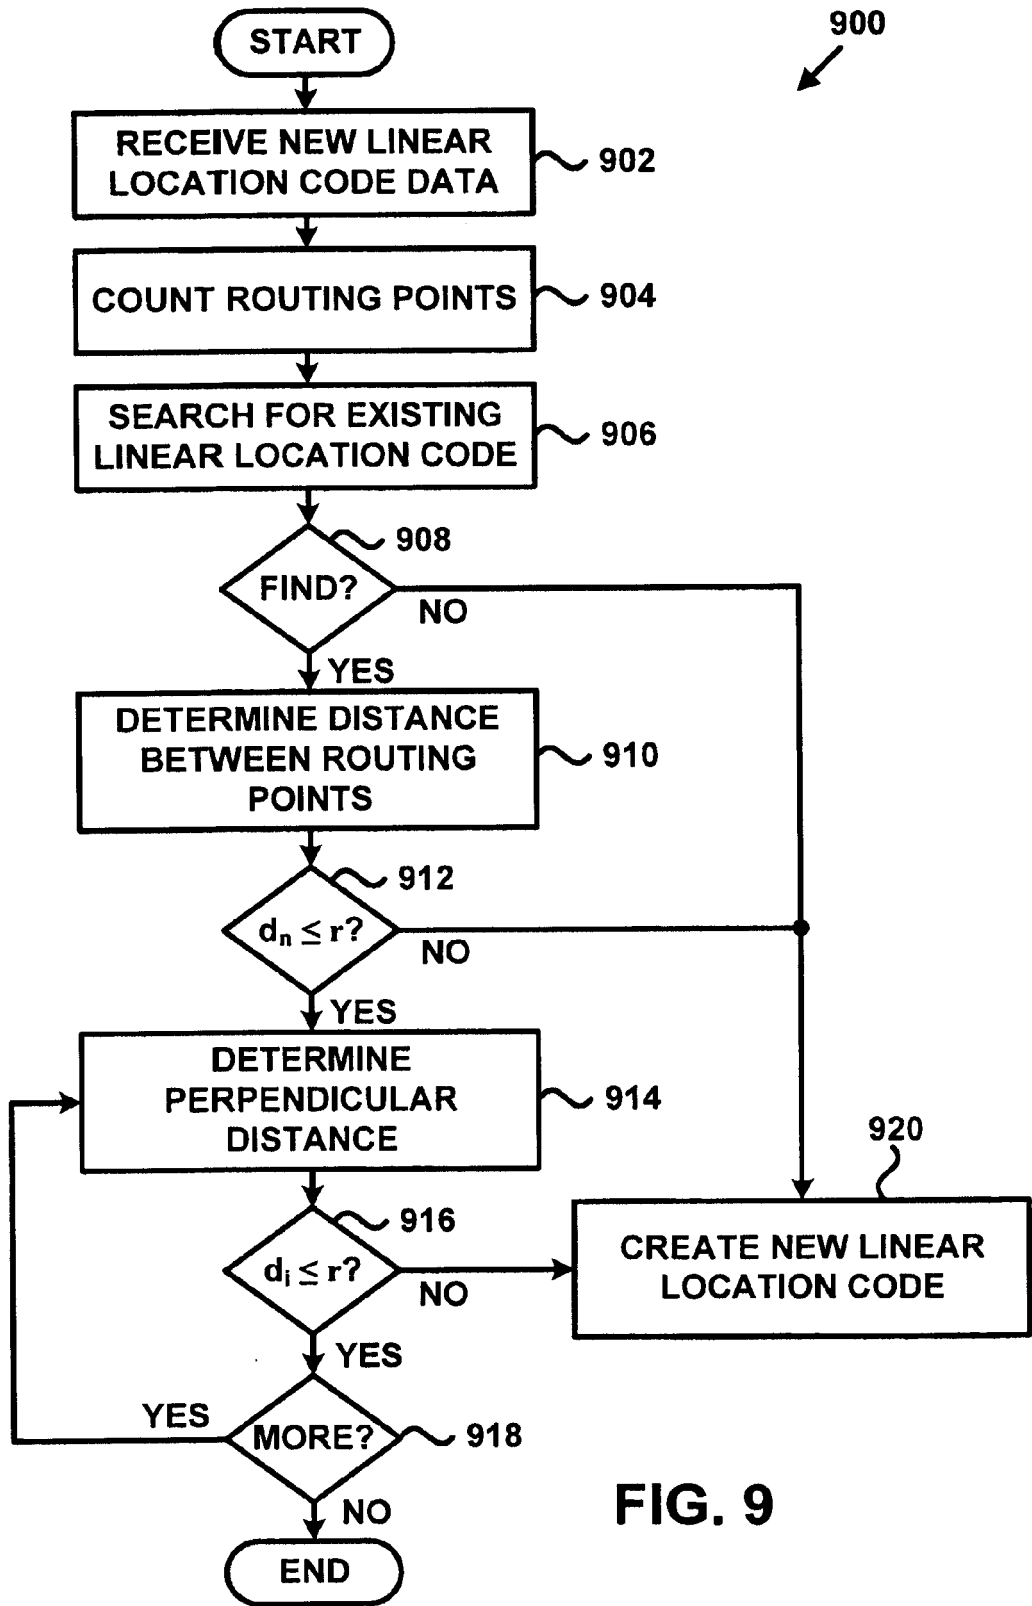 START
900
RECEIVE NEW LINEAR
LOCATION CODE DATA
902
COUNT ROUTING POINTS
904
SEARCH FOR EXISTING
LINEAR LOCATION CODE
906
908
FIND?
NO
YES
DETERMINE DISTANCE
BETWEEN ROUTING
POINTS
910
912
dₙ ≤ r?
NO
YES
DETERMINE
PERPENDICULAR
DISTANCE
914
916
dᵢ ≤ r?
NO
YES
920
CREATE NEW LINEAR
LOCATION CODE
YES
MORE?
918
NO
END
FIG. 9